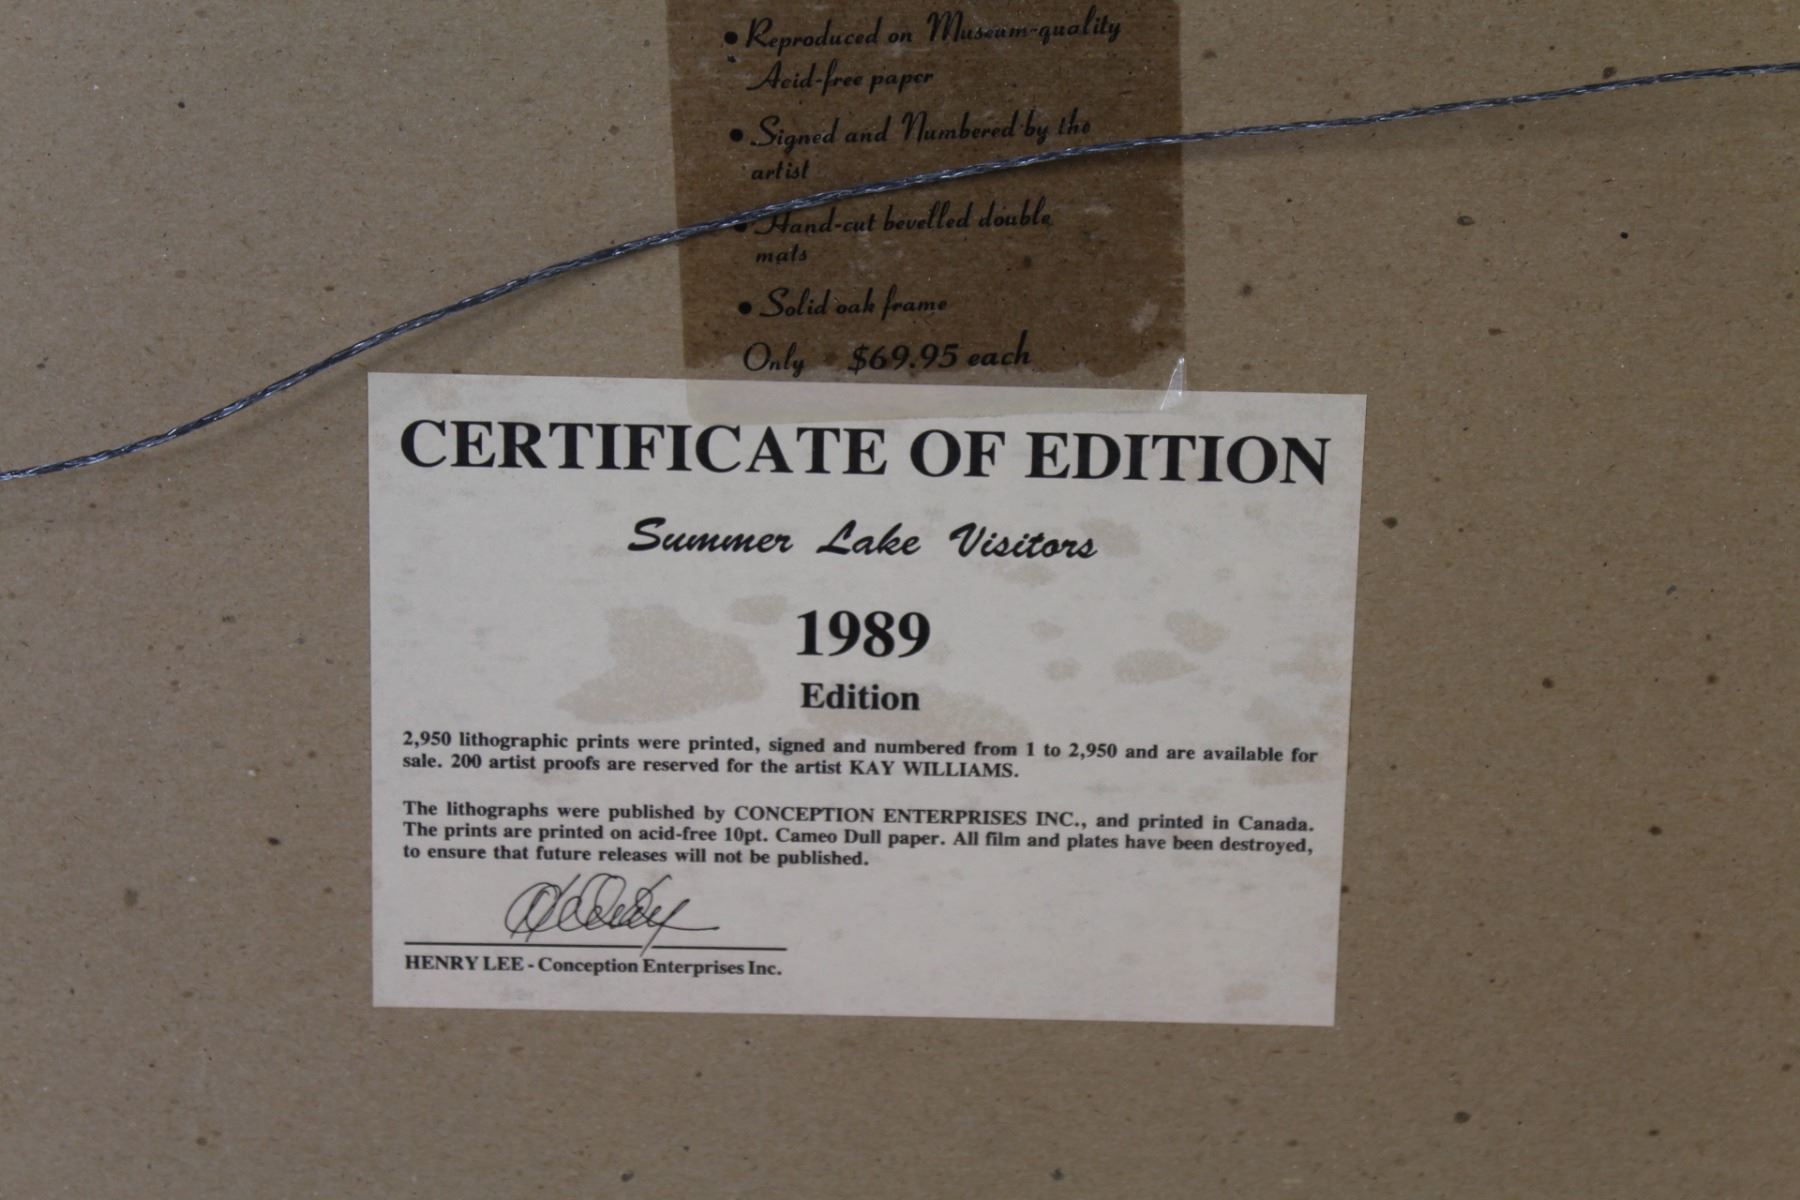 • Reproduced on Museum-quality
Acid-free paper
• Signed and Numbered by the
artist
• Hand-cut bevelled double
mats
• Solid oak frame
Only $69.95 each
CERTIFICATE OF EDITION
Summer Lake Visitors
1989
Edition
2,950 lithographic prints were printed, signed and numbered from 1 to 2,950 and are available for
sale. 200 artist proofs are reserved for the artist KAY WILLIAMS.
The lithographs were published by CONCEPTION ENTERPRISES INC., and printed in Canada.
The prints are printed on acid-free 10pt. Cameo Dull paper. All film and plates have been destroyed,
to ensure that future releases will not be published.
HENRY LEE - Conception Enterprises Inc.